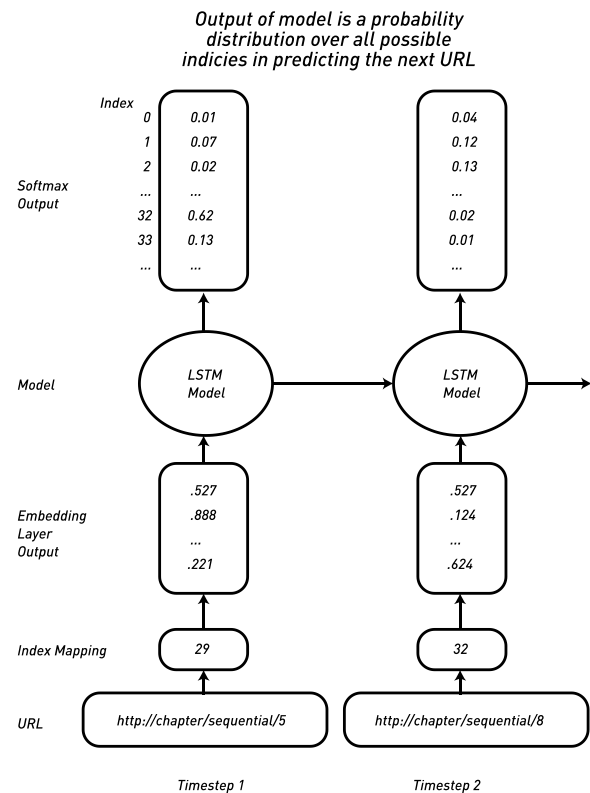 Output of model is a probability
distribution over all possible
indicies in predicting the next URL
Index
0 0.01 0.04
1 0.07 0.12
2 0.02 0.13
Softmax
Output
... ... ...
32 0.62 0.02
33 0.13 0.01
... ... ...
Model
LSTM
Model
LSTM
Model
Embedding
Layer
Output
.527 .527
.888 .124
... ...
.221 .624
Index Mapping 29 32
URL http://chapter/sequential/5 http://chapter/sequential/8
Timestep 1 Timestep 2